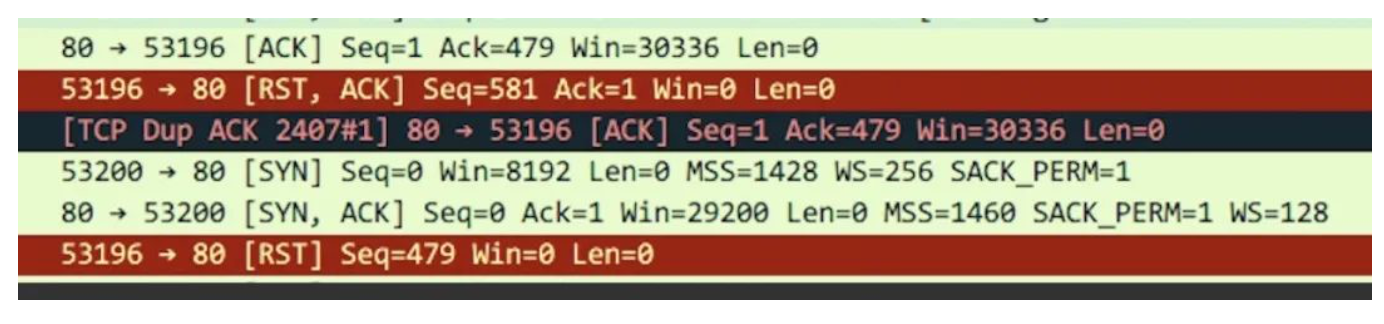 80 → 53196 [ACK] Seq=1 Ack=479 Win=30336 Len=0
53196 → 80 [RST, ACK] Seq=581 Ack=1 Win=0 Len=0
[TCP Dup ACK 2407#1] 80 → 53196 [ACK] Seq=1 Ack=479 Win=30336 Len=0
53200 → 80 [SYN] Seq=0 Win=8192 Len=0 MSS=1428 WS=256 SACK_PERM=1
80 → 53200 [SYN, ACK] Seq=0 Ack=1 Win=29200 Len=0 MSS=1460 SACK_PERM=1 WS=128
53196 → 80 [RST] Seq=479 Win=0 Len=0